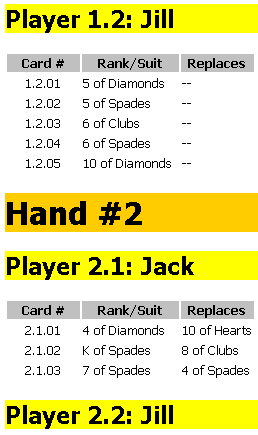 Player 1.2: Jill
Card # Rank/Suit Replaces
1.2.01 5 of Diamonds --
1.2.02 5 of Spades --
1.2.03 6 of Clubs --
1.2.04 6 of Spades --
1.2.05 10 of Diamonds --
Hand #2
Player 2.1: Jack
Card # Rank/Suit Replaces
2.1.01 4 of Diamonds 10 of Hearts
2.1.02 K of Spades 8 of Clubs
2.1.03 7 of Spades 4 of Spades
Player 2.2: Jill